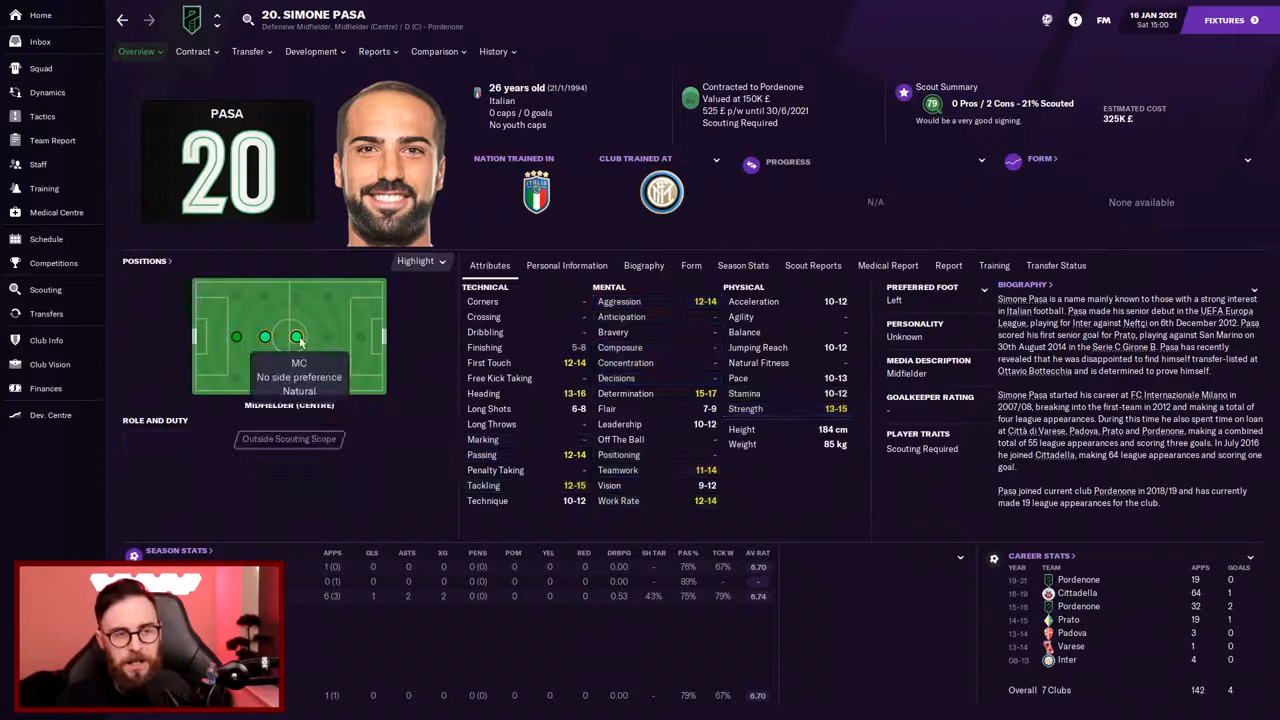 Home
Inbox
Squad
Dynamics
Tactics
Team Report
Staff
Training
Medical Centre
Schedule
Competitions
Scouting
Transfers
Club Info
Club Vision
Finances
Dev. Centre
20. SIMONE PASA
Defensive Midfielder, Midfielder (Centre) / D (C) - Pordenone
FM
16 JAN 2021
Sat 15:00
FIXTURES
Overview
Contract
Transfer
Development
Reports
Comparison
History
PASA
20
26 years old (21/1/1994)
Italian
0 caps / 0 goals
No youth caps
Contracted to Pordenone
Valued at 150K £
525 £ p/w until 30/6/2021
Scouting Required
Scout Summary
79 0 Pros / 2 Cons - 21% Scouted
Would be a very good signing.
ESTIMATED COST
325K £
NATION TRAINED IN
CLUB TRAINED AT
PROGRESS
N/A
FORM
None available
POSITIONS
Highlight
MC
No side preference
Natural
MIDFIELDER (CENTRE)
ROLE AND DUTY
Outside Scouting Scope
Attributes
Personal Information
Biography
Form
Season Stats
Scout Reports
Medical Report
Report
Training
Transfer Status
TECHNICAL
Corners -
Crossing -
Dribbling -
Finishing 5-8
First Touch 12-14
Free Kick Taking -
Heading 13-16
Long Shots 6-8
Long Throws -
Marking -
Passing 12-14
Penalty Taking -
Tackling 12-15
Technique 10-12
MENTAL
Aggression 12-14
Anticipation -
Bravery -
Composure -
Concentration -
Decisions -
Determination 15-17
Flair 7-9
Leadership 10-12
Off The Ball -
Positioning -
Teamwork 11-14
Vision 9-12
Work Rate 12-14
PHYSICAL
Acceleration 10-12
Agility -
Balance -
Jumping Reach 10-12
Natural Fitness -
Pace 10-13
Stamina 10-12
Strength 13-15
Height 184 cm
Weight 85 kg
PREFERRED FOOT
Left
PERSONALITY
Unknown
MEDIA DESCRIPTION
Midfielder
GOALKEEPER RATING
-
PLAYER TRAITS
Scouting Required
BIOGRAPHY
Simone Pasa is a name mainly known to those with a strong interest
in Italian football. Pasa made his senior debut in the UEFA Europa
League, playing for Inter against Neftçi on 6th December 2012. Pasa
scored his first senior goal for Prato, playing against San Marino on
30th August 2014 in the Serie C Girone B. Pasa has recently
revealed that he was disappointed to find himself transfer-listed at
Ottavio Bottecchia and is determined to prove himself.
Simone Pasa started his career at FC Internazionale Milano in
2007/08, breaking into the first-team in 2012 and making a total of
four league appearances. During this time he also spent time on loan
at Città di Varese, Padova, Prato and Pordenone, making a combined
total of 55 league appearances and scoring three goals. In July 2016
he joined Cittadella, making 64 league appearances and scoring one
goal.
Pasa joined current club Pordenone in 2018/19 and has currently
made 19 league appearances for the club.
SEASON STATS
APPS GLS ASTS XG PENS POM YEL RED DRBPG SH TAR PAS % TCK W AV RAT
1 (0) 0 0 0 0 (0) 0 0 0 0.00 - 76% 67% 6.70
0 (1) 0 0 0 0 (0) 0 0 0 0.00 - 89% - -
6 (3) 1 2 2 0 (0) 0 0 0 0.53 43% 75% 79% 6.74
1 (1) 0 0 0 0 (0) 0 0 0 0.00 - 79% 67% 6.70
CAREER STATS
YEAR TEAM APPS GOALS
19-21 Pordenone 19 0
16-19 Cittadella 64 1
15-16 Pordenone 32 2
14-15 Prato 19 1
13-14 Padova 3 0
13-14 Varese 1 0
08-13 Inter 4 0
Overall 7 Clubs 142 4